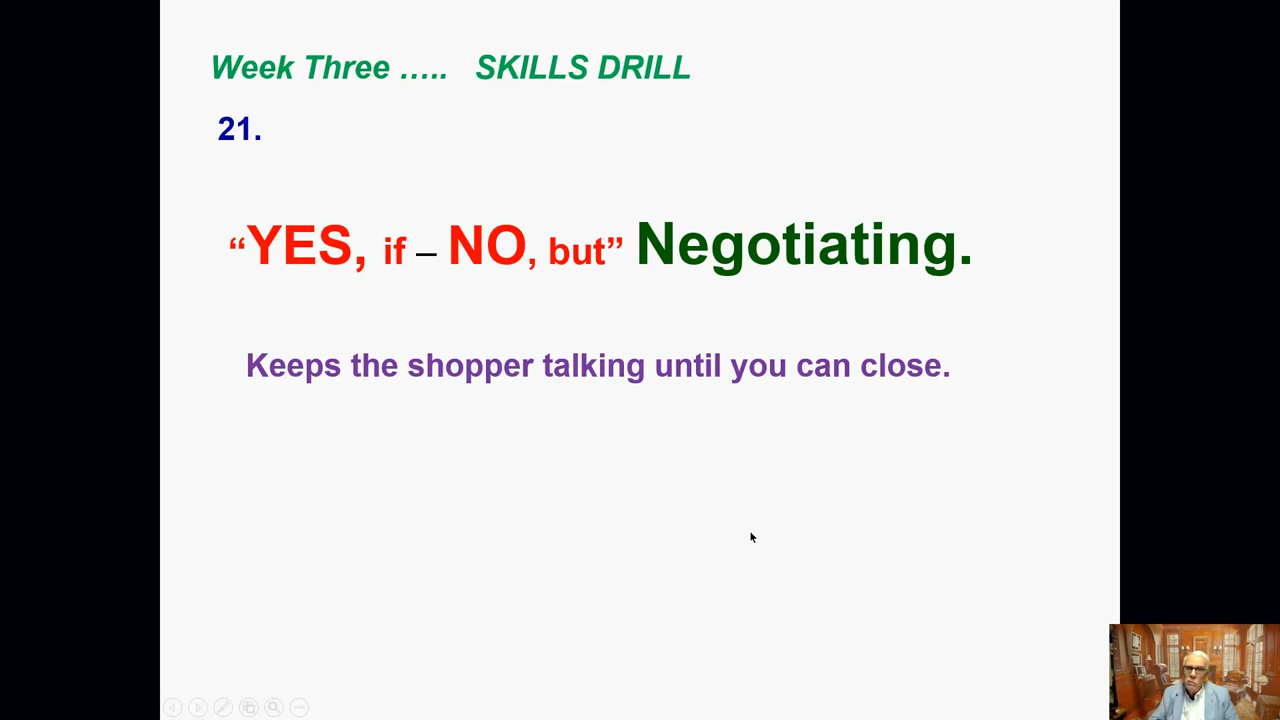 Week Three ….. SKILLS DRILL
21.
“YES, if – NO, but” Negotiating.
Keeps the shopper talking until you can close.